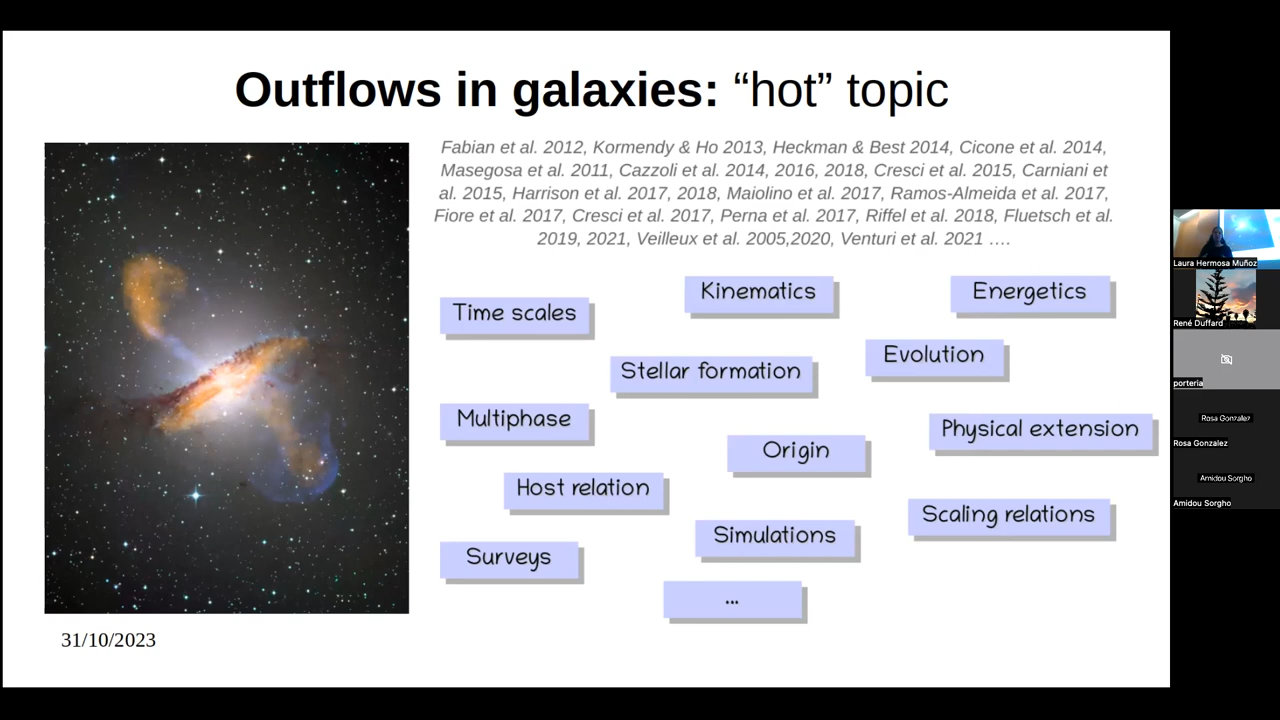 Outflows in galaxies: “hot” topic
Fabian et al. 2012, Kormendy & Ho 2013, Heckman & Best 2014, Cicone et al. 2014,
Masegosa et al. 2011, Cazzoli et al. 2014, 2016, 2018, Cresci et al. 2015, Carniani et
al. 2015, Harrison et al. 2017, 2018, Maiolino et al. 2017, Ramos-Almeida et al. 2017,
Fiore et al. 2017, Cresci et al. 2017, Perna et al. 2017, Riffel et al. 2018, Fluetsch et al.
2019, 2021, Veilleux et al. 2005,2020, Venturi et al. 2021 ….
Time scales
Kinematics
Energetics
Stellar formation
Evolution
Multiphase
Origin
Physical extension
Host relation
Simulations
Scaling relations
Surveys
...
31/10/2023
Laura Hermosa Muñoz
René Duffard
porteria
Rosa Gonzalez
Rosa Gonzalez
Amidou Sorgho
Amidou Sorgho